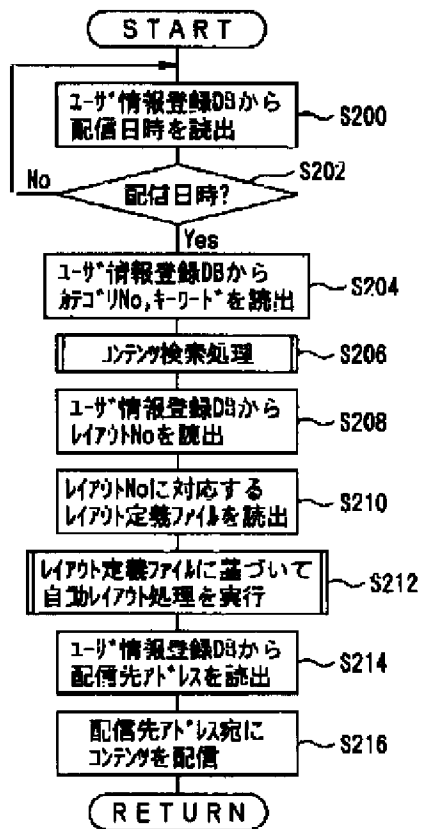 START
ﾕｰｻﾞ情報登録DBから
配信日時を読出
S200
配信日時?
S202
No
Yes
ﾕｰｻﾞ情報登録DBから
ｶﾃｺﾞﾘNo,ｷｰﾜｰﾄﾞを読出
S204
ｺﾝﾃﾝﾂ検索処理
S206
ﾕｰｻﾞ情報登録DBから
ﾚｲｱｳﾄNoを読出
S208
ﾚｲｱｳﾄNoに対応する
ﾚｲｱｳﾄ定義ﾌｧｲﾙを読出
S210
ﾚｲｱｳﾄ定義ﾌｧｲﾙに基づいて
自動ﾚｲｱｳﾄ処理を実行
S212
ﾕｰｻﾞ情報登録DBから
配信先ｱﾄﾞﾚｽを読出
S214
配信先ｱﾄﾞﾚｽ宛に
ｺﾝﾃﾝﾂを配信
S216
RETURN